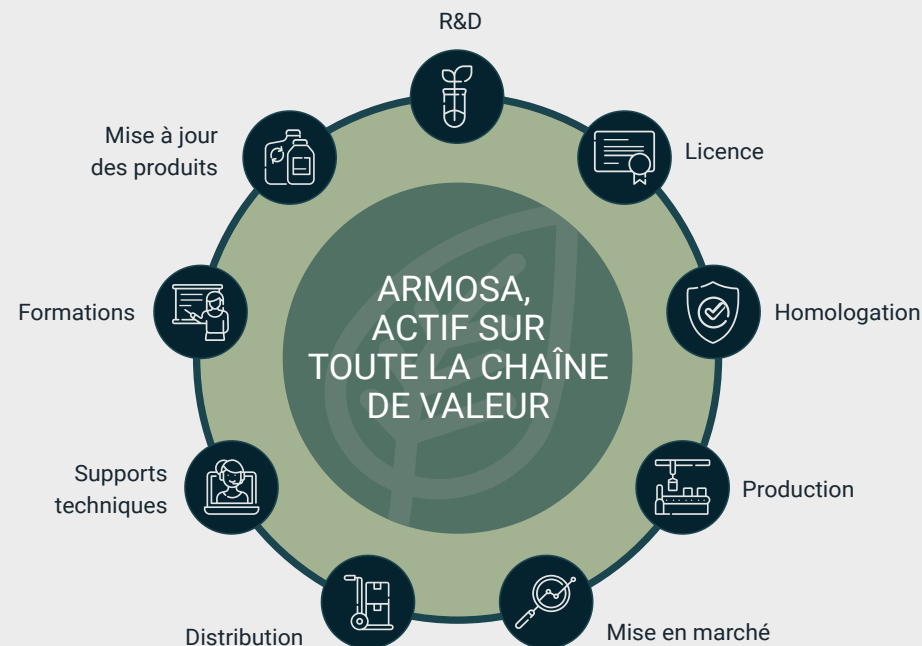 R&D
Licence
Homologation
Production
Mise en marché
Distribution
Supports
techniques
Formations
Mise à jour
des produits
ARMOSA,
ACTIF SUR
TOUTE LA CHAÎNE
DE VALEUR